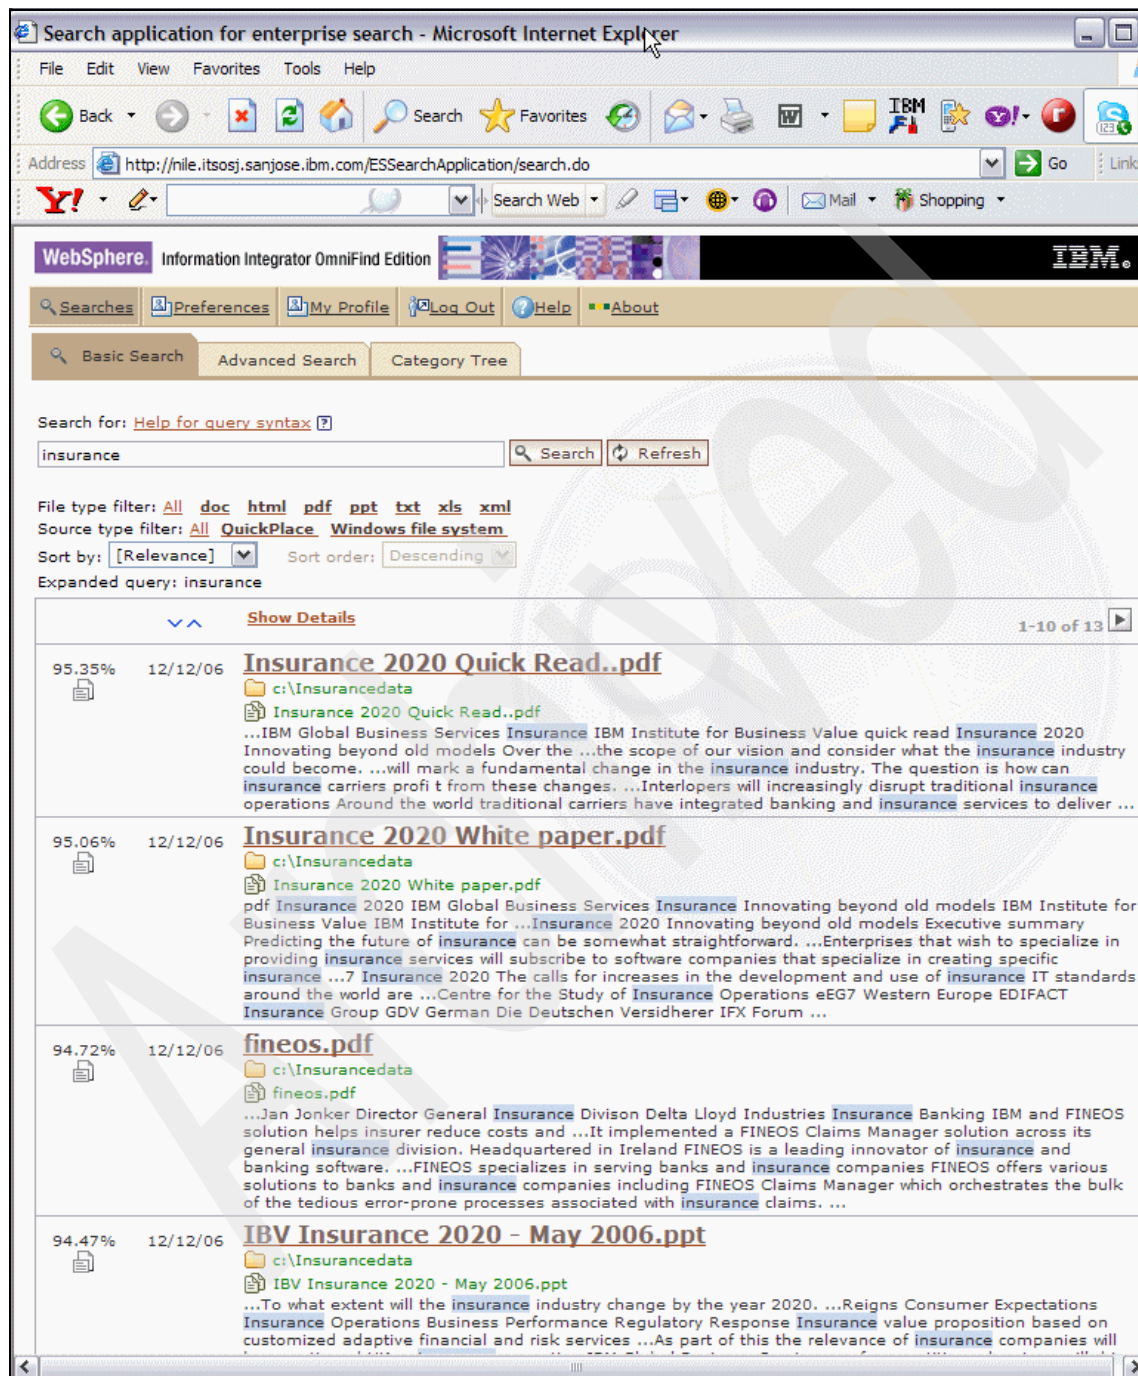 Search application for enterprise search - Microsoft Internet Explorer
File Edit View Favorites Tools Help
Back Search Favorites IBM
Address http://nile.itsosj.sanjose.ibm.com/ESSearchApplication/search.do Go Links
Y! Search Web Mail Shopping
WebSphere. Information Integrator OmniFind Edition IBM.
Searches Preferences My Profile Log Out Help About
Basic Search Advanced Search Category Tree
Search for: Help for query syntax ?
insurance Search Refresh
File type filter: All doc html pdf ppt txt xls xml
Source type filter: All QuickPlace Windows file system
Sort by: [Relevance] Sort order: Descending
Expanded query: insurance
Show Details 1-10 of 13
95.35% 12/12/06 Insurance 2020 Quick Read..pdf
c:\Insurancedata
Insurance 2020 Quick Read..pdf
...IBM Global Business Services Insurance IBM Institute for Business Value quick read Insurance 2020
Innovating beyond old models Over the ...the scope of our vision and consider what the insurance industry
could become. ...will mark a fundamental change in the insurance industry. The question is how can
insurance carriers profi t from these changes. ...Interlopers will increasingly disrupt traditional insurance
operations Around the world traditional carriers have integrated banking and insurance services to deliver ...
95.06% 12/12/06 Insurance 2020 White paper.pdf
c:\Insurancedata
Insurance 2020 White paper.pdf
pdf Insurance 2020 IBM Global Business Services Insurance Innovating beyond old models IBM Institute for
Business Value IBM Institute for ...Insurance 2020 Innovating beyond old models Executive summary
Predicting the future of insurance can be somewhat straightforward. ...Enterprises that wish to specialize in
providing insurance services will subscribe to software companies that specialize in creating specific
insurance ...7 Insurance 2020 The calls for increases in the development and use of insurance IT standards
around the world are ...Centre for the Study of Insurance Operations eEG7 Western Europe EDIFACT
Insurance Group GDV German Die Deutschen Versidherer IFX Forum ...
94.72% 12/12/06 fineos.pdf
c:\Insurancedata
fineos.pdf
...Jan Jonker Director General Insurance Divison Delta Lloyd Industries Insurance Banking IBM and FINEOS
solution helps insurer reduce costs and ...It implemented a FINEOS Claims Manager solution across its
general insurance division. Headquartered in Ireland FINEOS is a leading innovator of insurance and
banking software. ...FINEOS specializes in serving banks and insurance companies FINEOS offers various
solutions to banks and insurance companies including FINEOS Claims Manager which orchestrates the bulk
of the tedious error-prone processes associated with insurance claims. ...
94.47% 12/12/06 IBV Insurance 2020 - May 2006.ppt
c:\Insurancedata
IBV Insurance 2020 - May 2006.ppt
...To what extent will the insurance industry change by the year 2020. ...Reigns Consumer Expectations
Insurance Operations Business Performance Regulatory Response Insurance value proposition based on
customized adaptive financial and risk services ...As part of this the relevance of insurance companies will
Archived